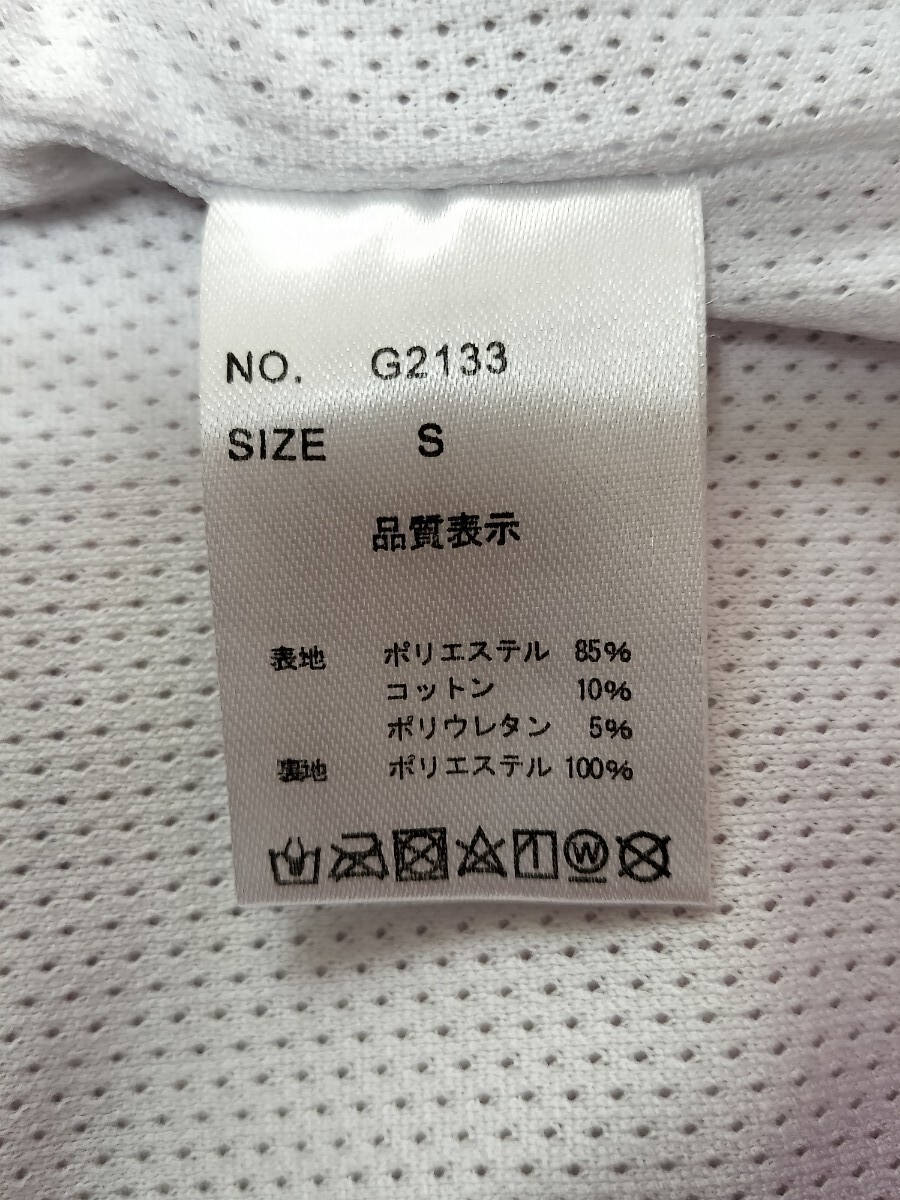 NO. G2133
SIZE S
品質表示
表地 ポリエステル 85%
コットン 10%
ポリウレタン 5%
裏地 ポリエステル 100%
W